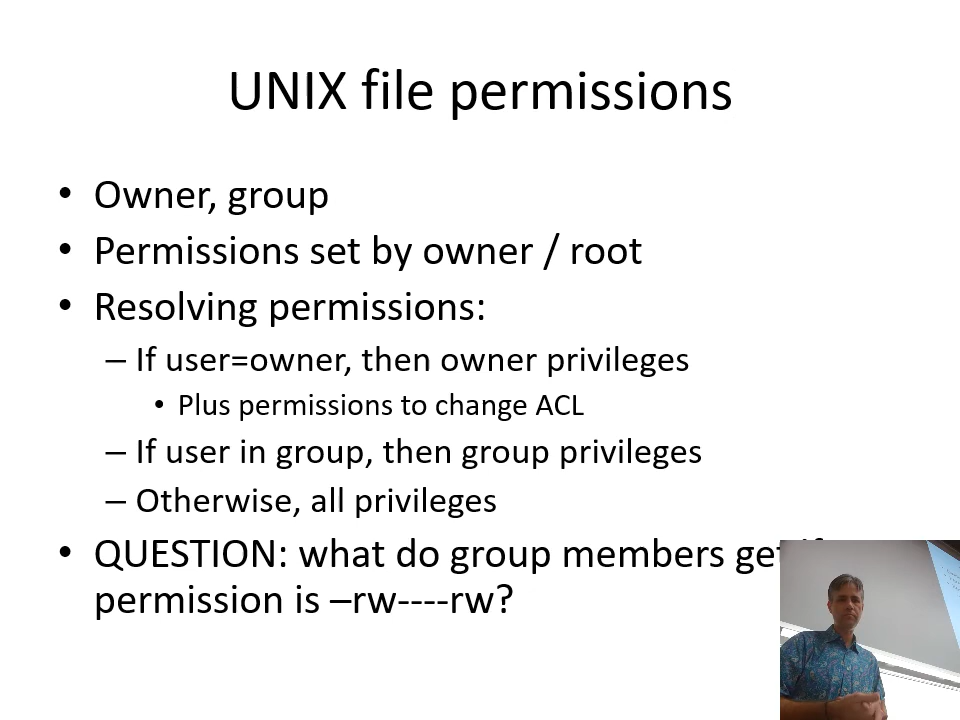 UNIX file permissions
• Owner, group
• Permissions set by owner / root
• Resolving permissions:
– If user=owner, then owner privileges
• Plus permissions to change ACL
– If user in group, then group privileges
– Otherwise, all privileges
• QUESTION: what do group members get if
permission is –rw----rw?